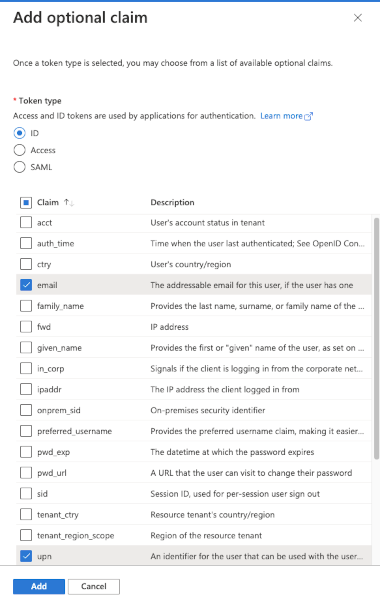 Add optional claim
Once a token type is selected, you may choose from a list of available optional claims.
* Token type
Access and ID tokens are used by applications for authentication. Learn more
ID
Access
SAML
Claim ↑↓ Description
acct User's account status in tenant
auth_time Time when the user last authenticated; See OpenID Con...
ctry User's country/region
email The addressable email for this user, if the user has one
family_name Provides the last name, surname, or family name of the ...
fwd IP address
given_name Provides the first or "given" name of the user, as set on ...
in_corp Signals if the client is logging in from the corporate net...
ipaddr The IP address the client logged in from
onprem_sid On-premises security identifier
preferred_username Provides the preferred username claim, making it easier...
pwd_exp The datetime at which the password expires
pwd_url A URL that the user can visit to change their password
sid Session ID, used for per-session user sign out
tenant_ctry Resource tenant's country/region
tenant_region_scope Region of the resource tenant
upn An identifier for the user that can be used with the user...
Add Cancel